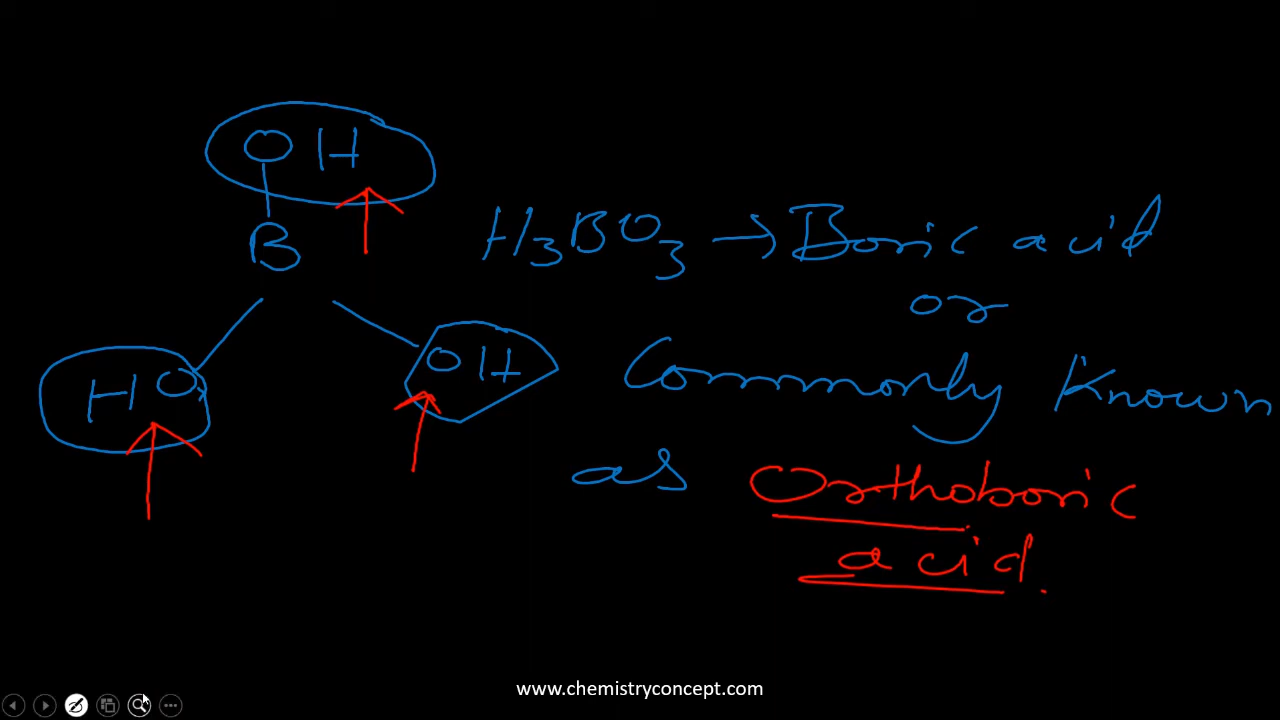 OH
B
HO
OH
H₃BO₃ → Boric acid
or
Commonly Known
as Orthoboric
acid.
www.chemistryconcept.com